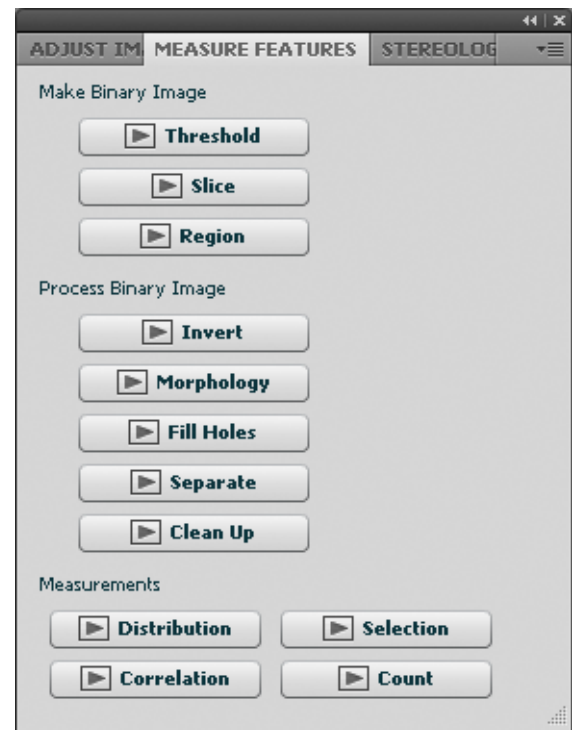 ADJUST IM MEASURE FEATURES STEREOLOG
Make Binary Image
Threshold
Slice
Region
Process Binary Image
Invert
Morphology
Fill Holes
Separate
Clean Up
Measurements
Distribution Selection
Correlation Count